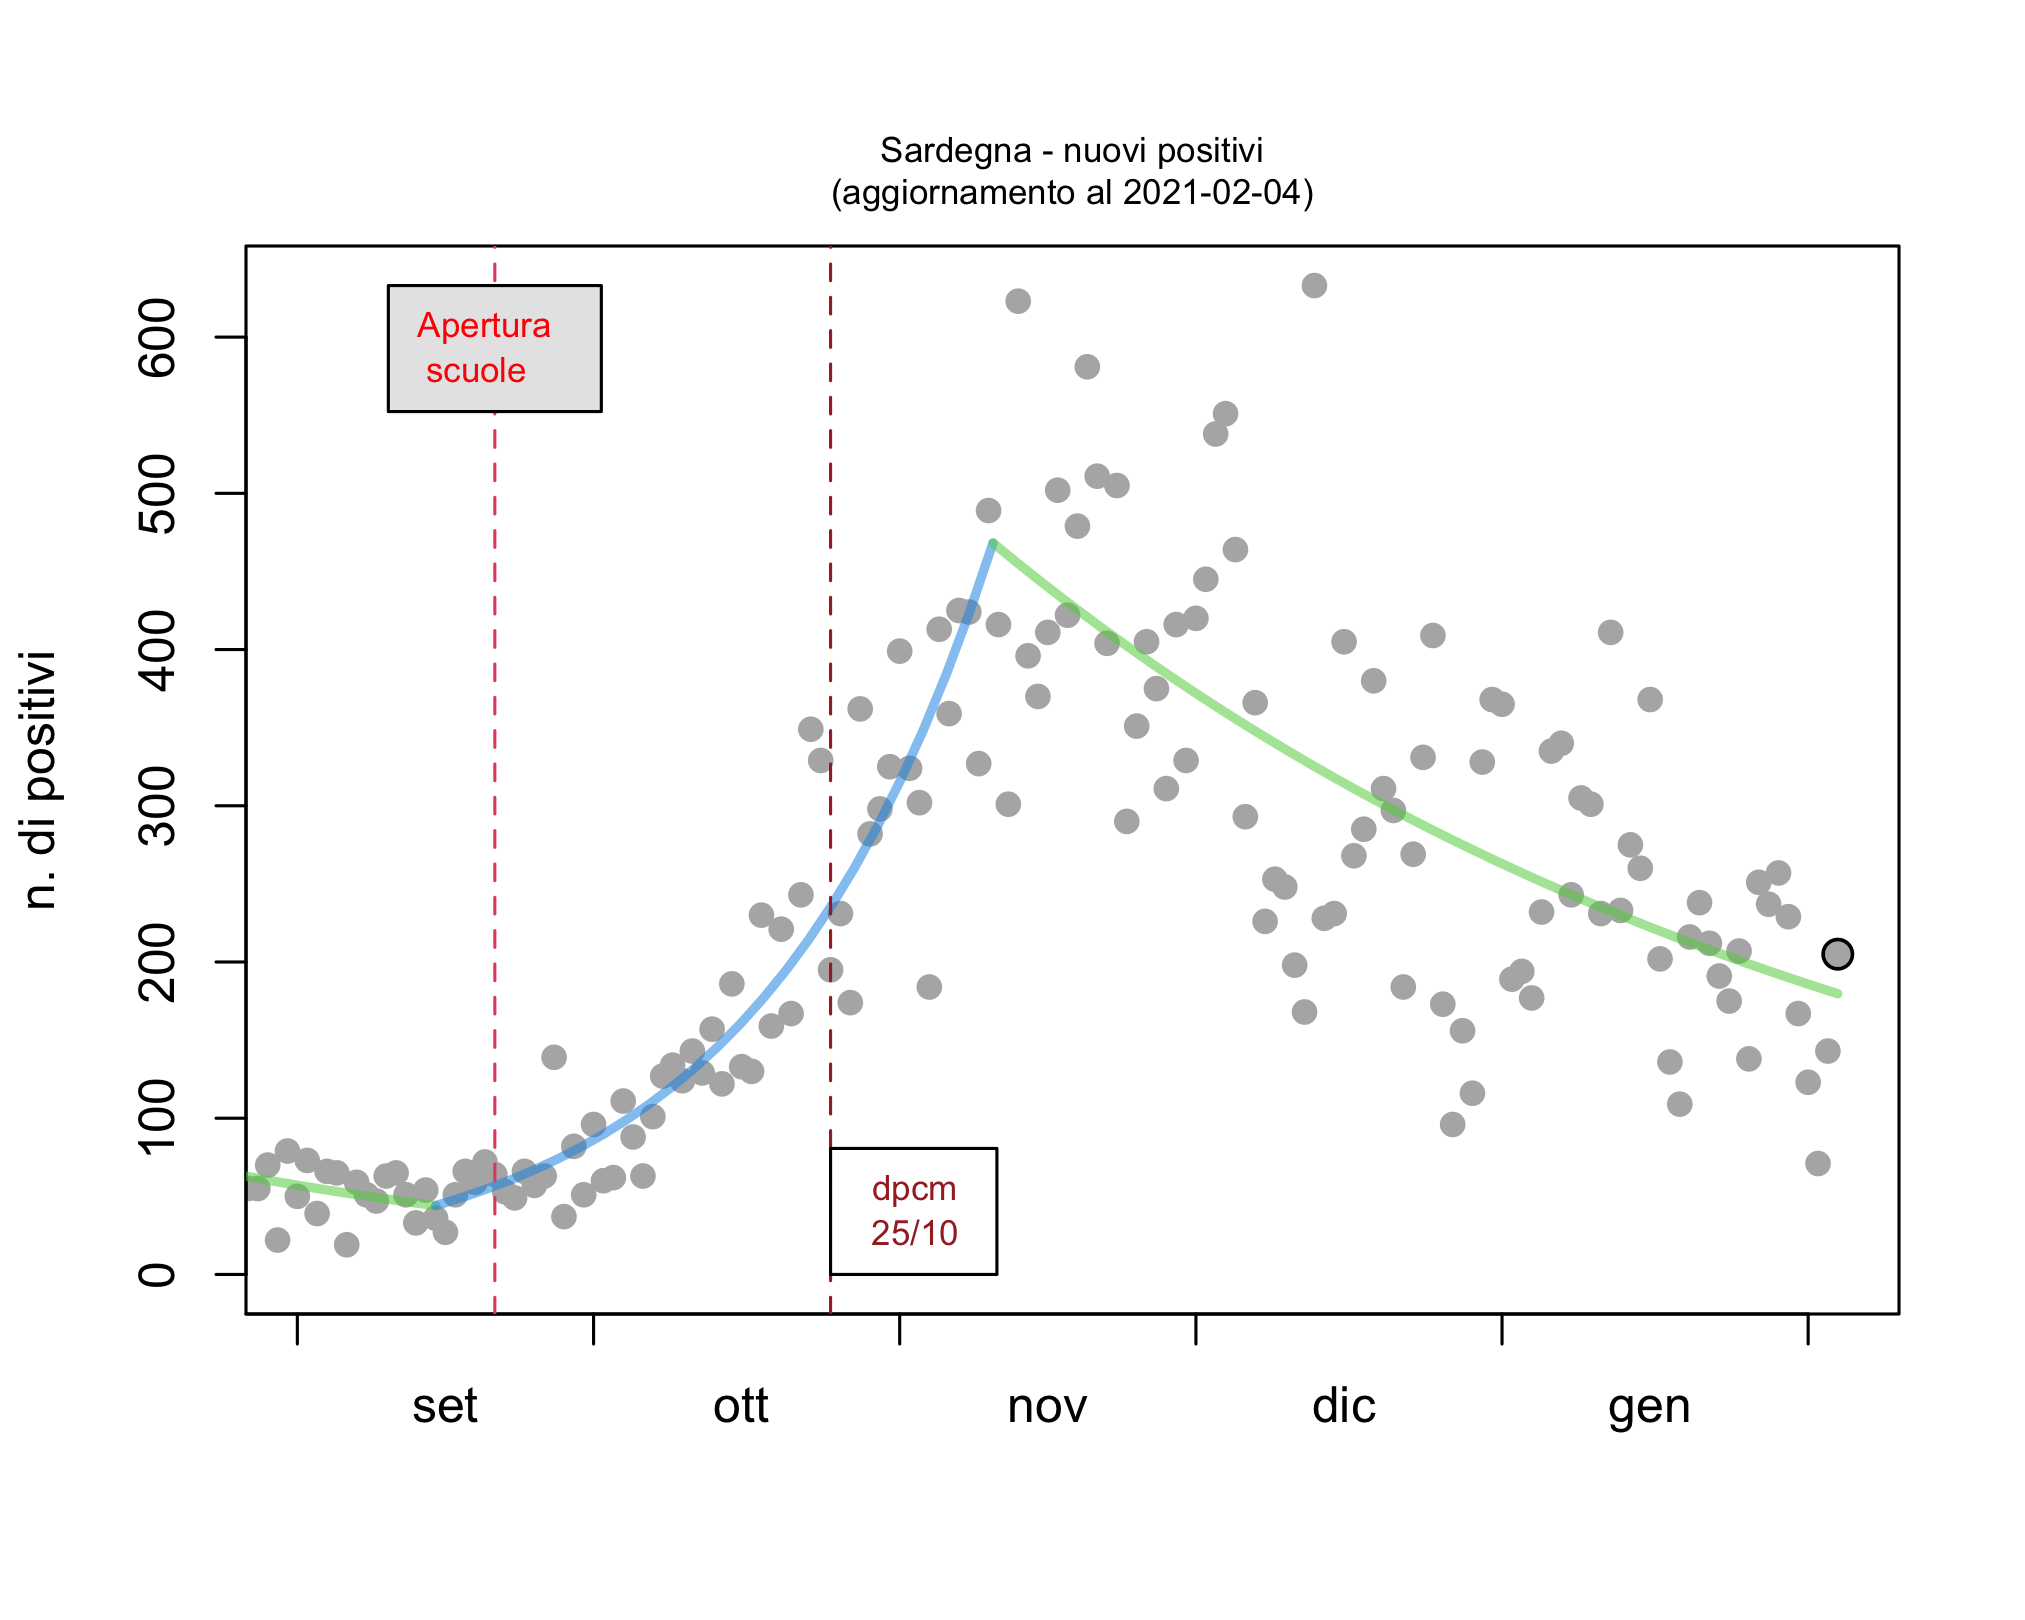 Sardegna - nuovi positivi
(aggiornamento al 2021-02-04)
Apertura
scuole
n. di positivi
600
500
400
300
200
100
0
dpcm
25/10
set
ott
nov
dic
gen